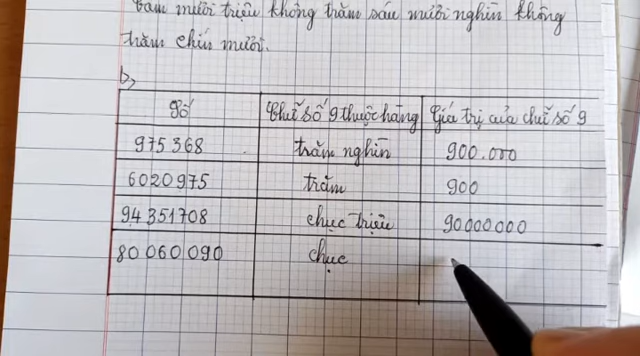 tám mươi triệu không trăm sáu mươi nghìn không
trăm chín mươi.
b,
Số | Chữ số 9 thuộc hàng | Giá trị của chữ số 9
975 368 | trăm nghìn | 900.000
6020975 | trăm | 900
94351708 | chục triệu | 90000000
80 060 090 | chục